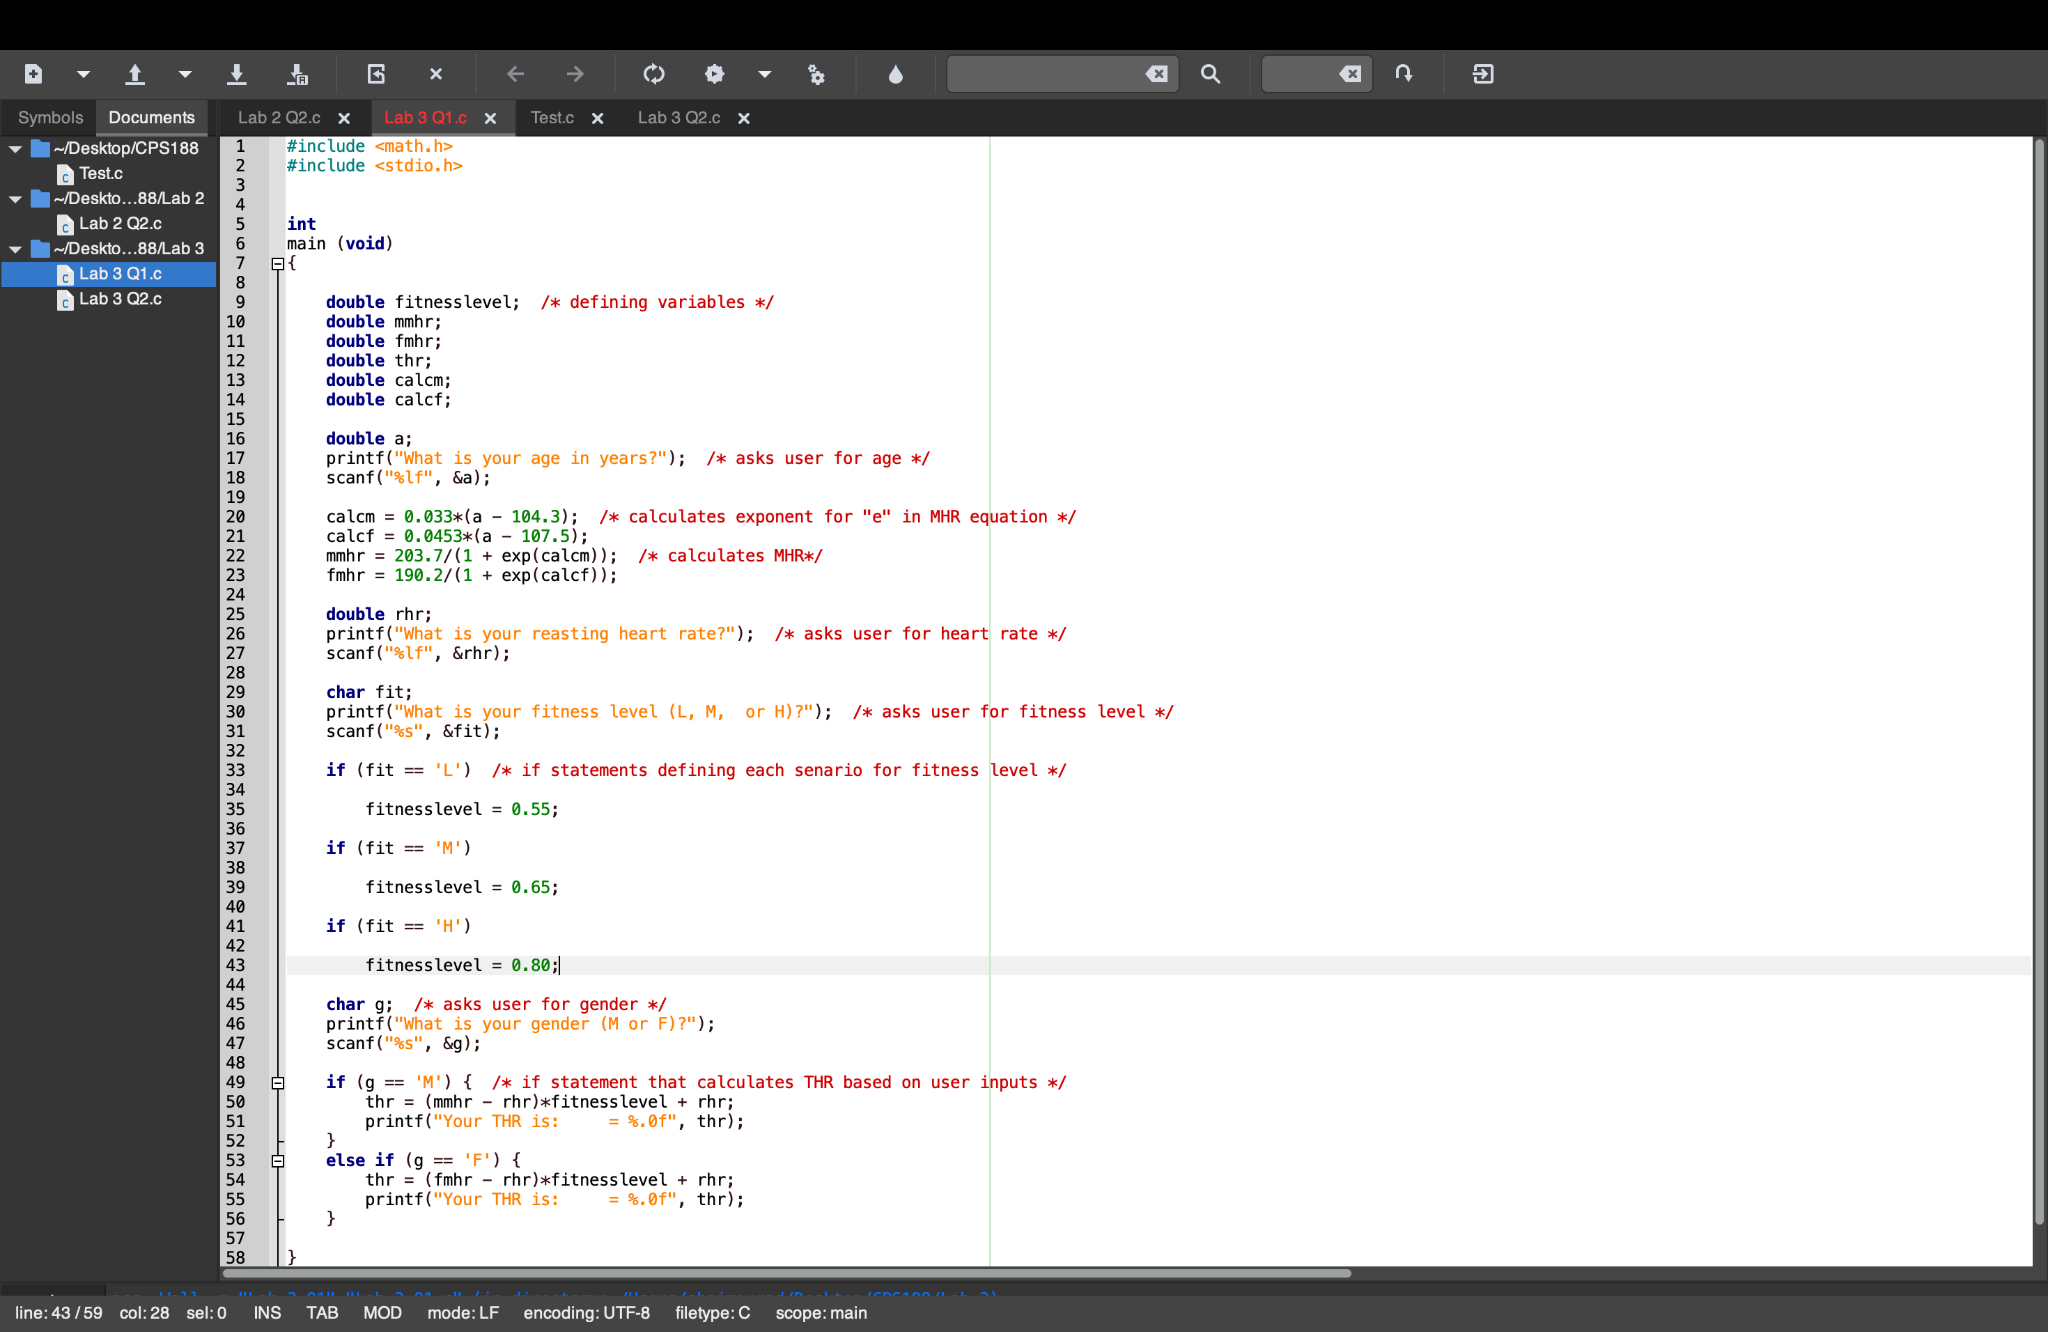 Symbols Documents Lab 2 Q2.c Lab 3 Q1.c Test.c Lab 3 Q2.c
~/Desktop/CPS188
Test.c
~/Deskto...88/Lab 2
Lab 2 Q2.c
~/Deskto...88/Lab 3
Lab 3 Q1.c
Lab 3 Q2.c
1 #include <math.h>
2 #include <stdio.h>
3
4
5 int
6 main (void)
7 {
8
9 double fitnesslevel; /* defining variables */
10 double mmhr;
11 double fmhr;
12 double thr;
13 double calcm;
14 double calcf;
15
16 double a;
17 printf("What is your age in years?"); /* asks user for age */
18 scanf("%lf", &a);
19
20 calcm = 0.033*(a - 104.3); /* calculates exponent for "e" in MHR equation */
21 calcf = 0.0453*(a - 107.5);
22 mmhr = 203.7/(1 + exp(calcm)); /* calculates MHR*/
23 fmhr = 190.2/(1 + exp(calcf));
24
25 double rhr;
26 printf("What is your reasting heart rate?"); /* asks user for heart rate */
27 scanf("%lf", &rhr);
28
29 char fit;
30 printf("What is your fitness level (L, M,  or H)?"); /* asks user for fitness level */
31 scanf("%s", &fit);
32
33 if (fit == 'L') /* if statements defining each senario for fitness level */
34
35 fitnesslevel = 0.55;
36
37 if (fit == 'M')
38
39 fitnesslevel = 0.65;
40
41 if (fit == 'H')
42
43 fitnesslevel = 0.80;
44
45 char g; /* asks user for gender */
46 printf("What is your gender (M or F)?");
47 scanf("%s", &g);
48
49 if (g == 'M') { /* if statement that calculates THR based on user inputs */
50 thr = (mmhr - rhr)*fitnesslevel + rhr;
51 printf("Your THR is:     = %.0f", thr);
52 }
53 else if (g == 'F') {
54 thr = (fmhr - rhr)*fitnesslevel + rhr;
55 printf("Your THR is:     = %.0f", thr);
56 }
57
58 }
line: 43 / 59 col: 28 sel: 0 INS TAB MOD mode: LF encoding: UTF-8 filetype: C scope: main